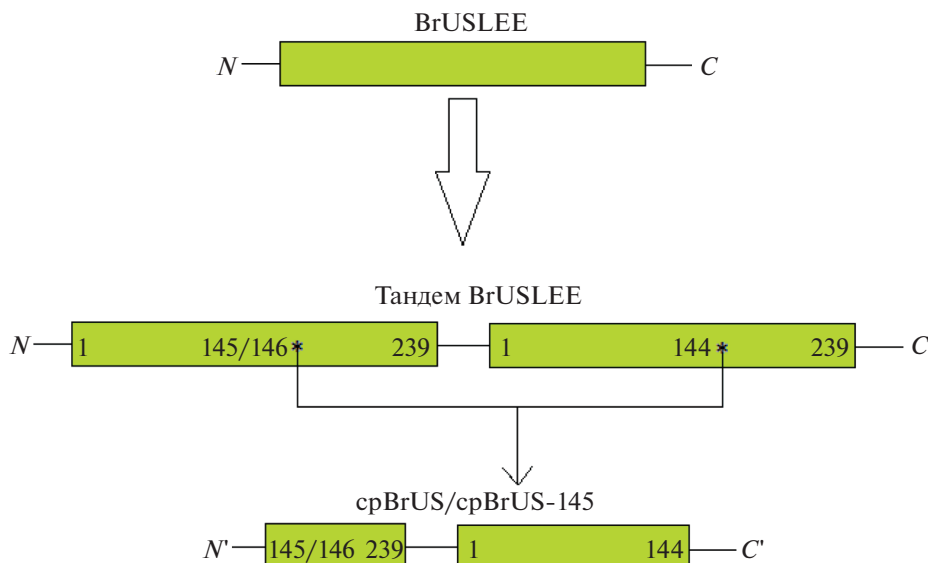 BrUSLEE
N C
Тандем BrUSLEE
N 1 145/146* 239 1 144* 239 C
cpBrUS/cpBrUS-145
N' 145/146 239 1 144 C'